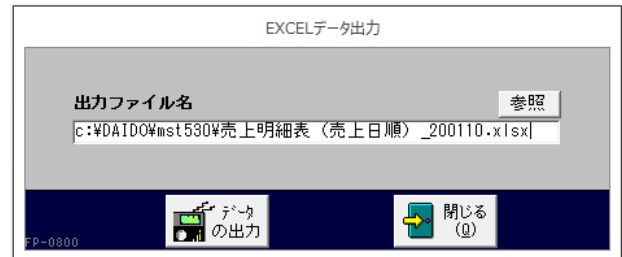 EXCELデータ出力
出力ファイル名
参照
c:¥DAIDO¥mst530¥売上明細表（売上日順）_200110.xlsx
データ
の出力
閉じる
(Q)
FP-0800